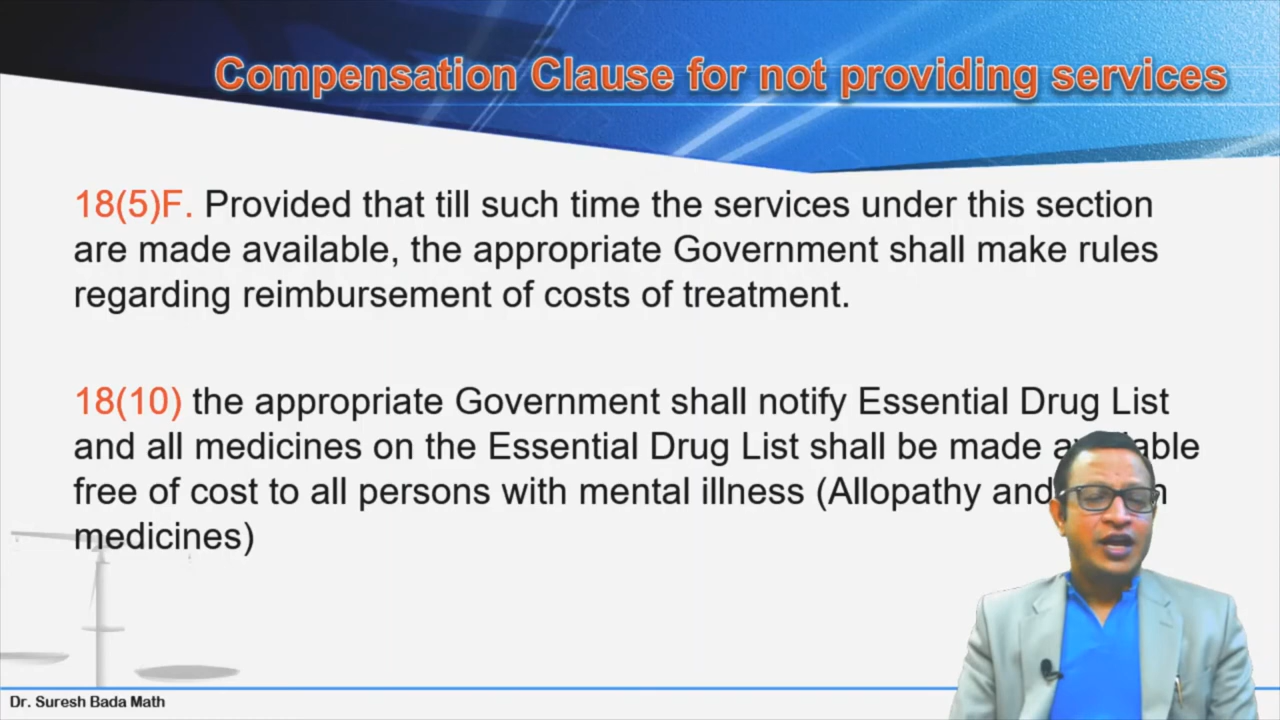 Compensation Clause for not providing services
18(5)F. Provided that till such time the services under this section
are made available, the appropriate Government shall make rules
regarding reimbursement of costs of treatment.
18(10) the appropriate Government shall notify Essential Drug List
and all medicines on the Essential Drug List shall be made
free of cost to all persons with mental illness (Allopathy and
medicines)
Dr. Suresh Bada Math